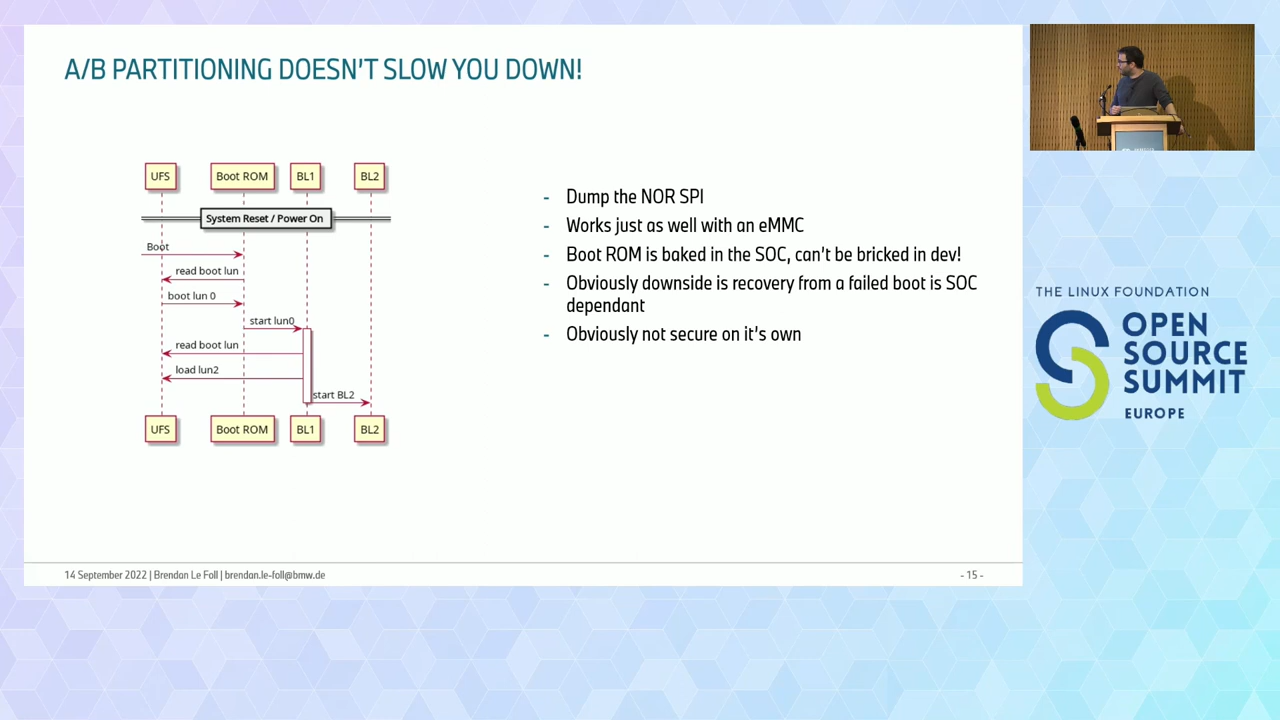 A/B PARTITIONING DOESN'T SLOW YOU DOWN!
UFS
Boot ROM
BL1
BL2
System Reset / Power On
Boot
read boot lun
boot lun 0
start lun0
read boot lun
load lun2
start BL2
UFS
Boot ROM
BL1
BL2
- Dump the NOR SPI
- Works just as well with an eMMC
- Boot ROM is baked in the SOC, can't be bricked in dev!
- Obviously downside is recovery from a failed boot is SOC
dependant
- Obviously not secure on it's own
14 September 2022 | Brendan Le Foll | brendan.le-foll@bmw.de
- 15 -
THE LINUX FOUNDATION
OPEN
SOURCE
SUMMIT
EUROPE